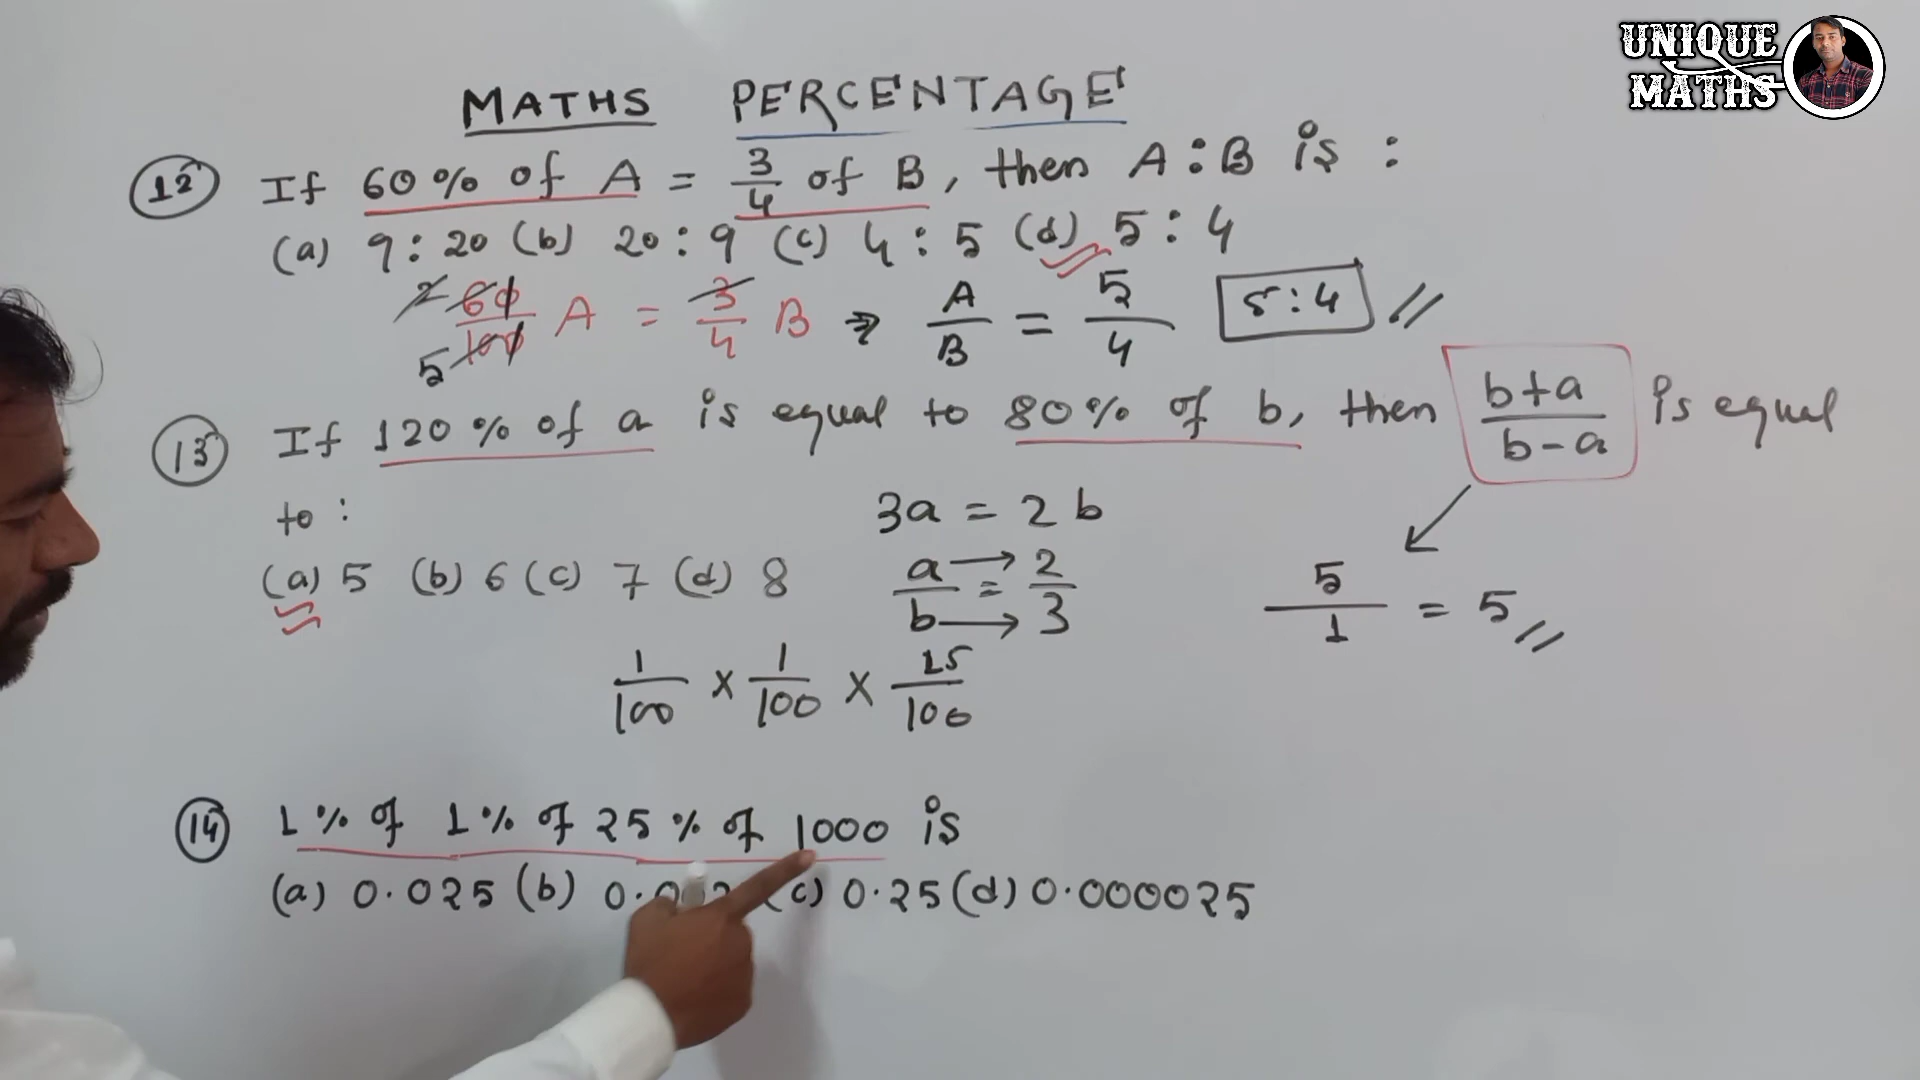 UNIQUE
MATHS
MATHS PERCENTAGE
12 If 60% of A = 3/4 of B, then A:B is :
(a) 9:20 (b) 20:9 (c) 4:5 (d) 5:4
2 60/100 5 A = 3/4 B ⇒ A/B = 5/4 5:4 //
13 If 120% of a is equal to 80% of b, then b+a/b-a is equal
to :
3a = 2b
(a) 5 (b) 6 (c) 7 (d) 8
a/b = 2/3
5/1 = 5 //
1/100 × 1/100 × 25/100
14 1% of 1% of 25% of 1000 is
(a) 0.025 (b) (c) 0.25 (d) 0.000025